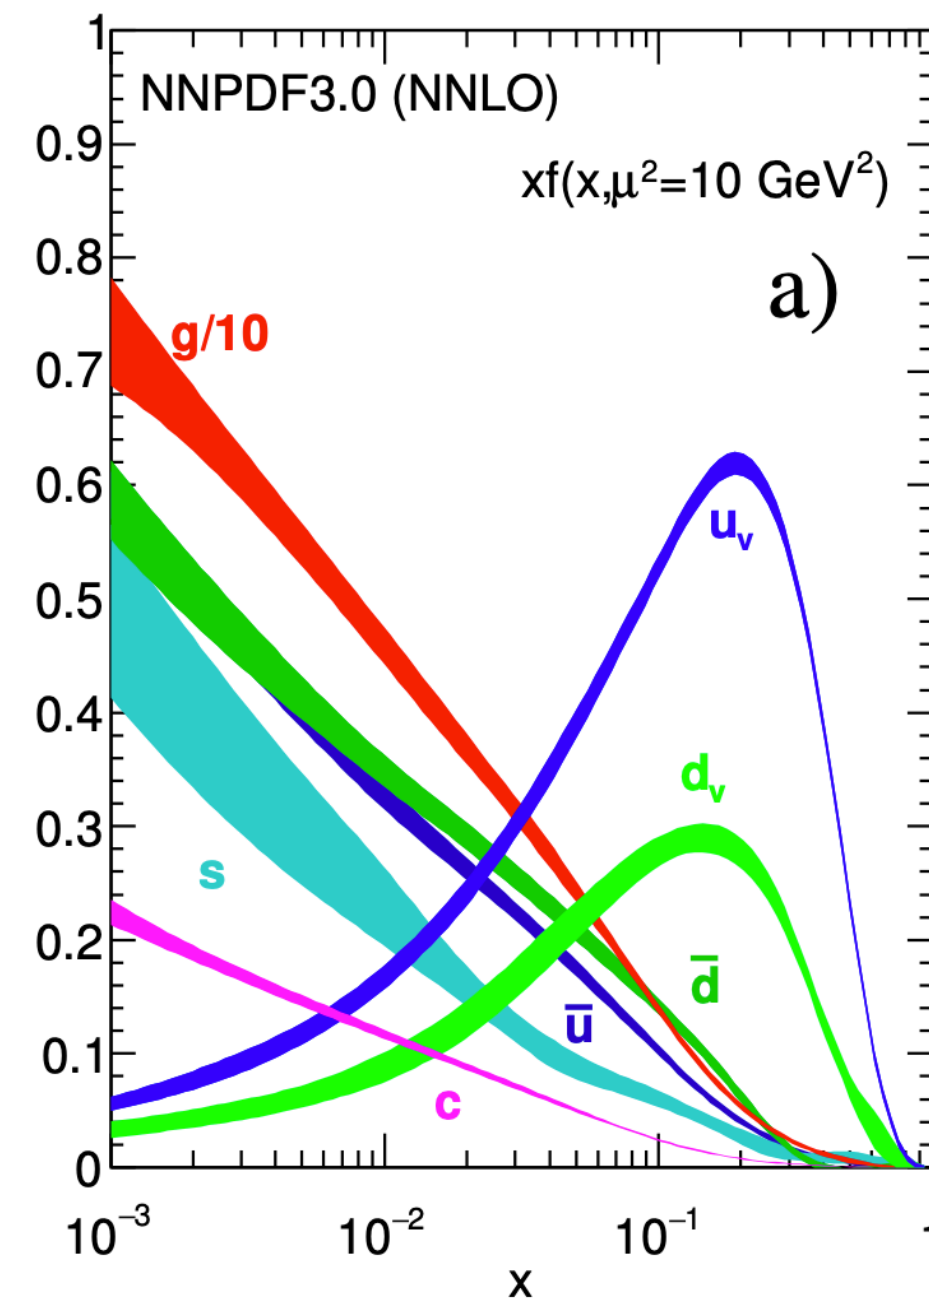 1
NNPDF3.0 (NNLO)
0.9
xf(x,μ²=10 GeV²)
0.8
a)
g/10
0.7
0.6
u_v
0.5
0.4
d_v
0.3
s
0.2
d̄
ū
0.1
c
0
10⁻³ 10⁻² 10⁻¹ 1
x